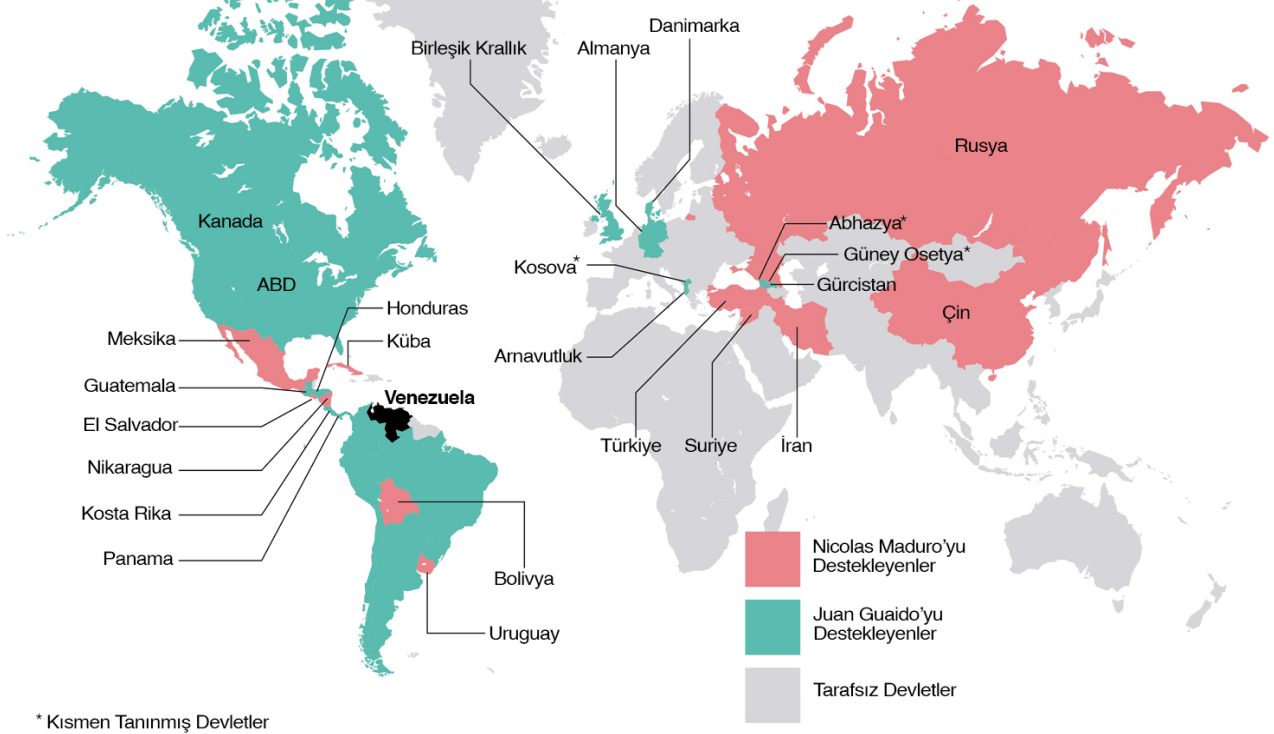 Danimarka
Birleşik Krallık
Almanya
Rusya
Kanada
Abhazya*
Güney Osetya*
Kosova*
ABD
Gürcistan
Honduras
Çin
Meksika
Küba
Arnavutluk
Guatemala
Venezuela
El Salvador
Türkiye
Suriye
İran
Nikaragua
Kosta Rika
Panama
Bolivya
Uruguay
Nicolas Maduro'yu
Destekleyenler
Juan Guaido'yu
Destekleyenler
Tarafsız Devletler
* Kısmen Tanınmış Devletler